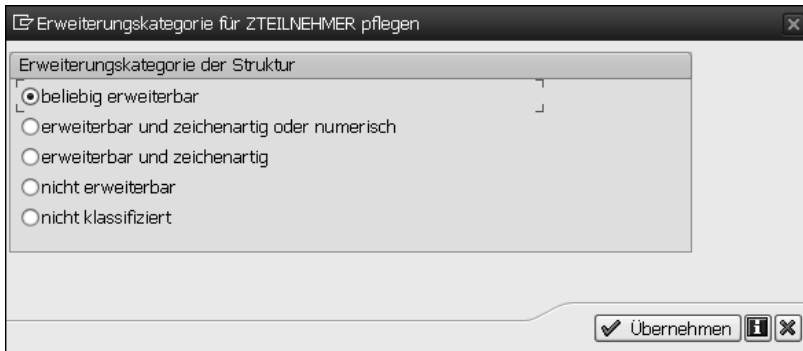 Erweiterungskategorie für ZTEILNEHMER pflegen
Erweiterungskategorie der Struktur
beliebig erweiterbar
erweiterbar und zeichenartig oder numerisch
erweiterbar und zeichenartig
nicht erweiterbar
nicht klassifiziert
Übernehmen